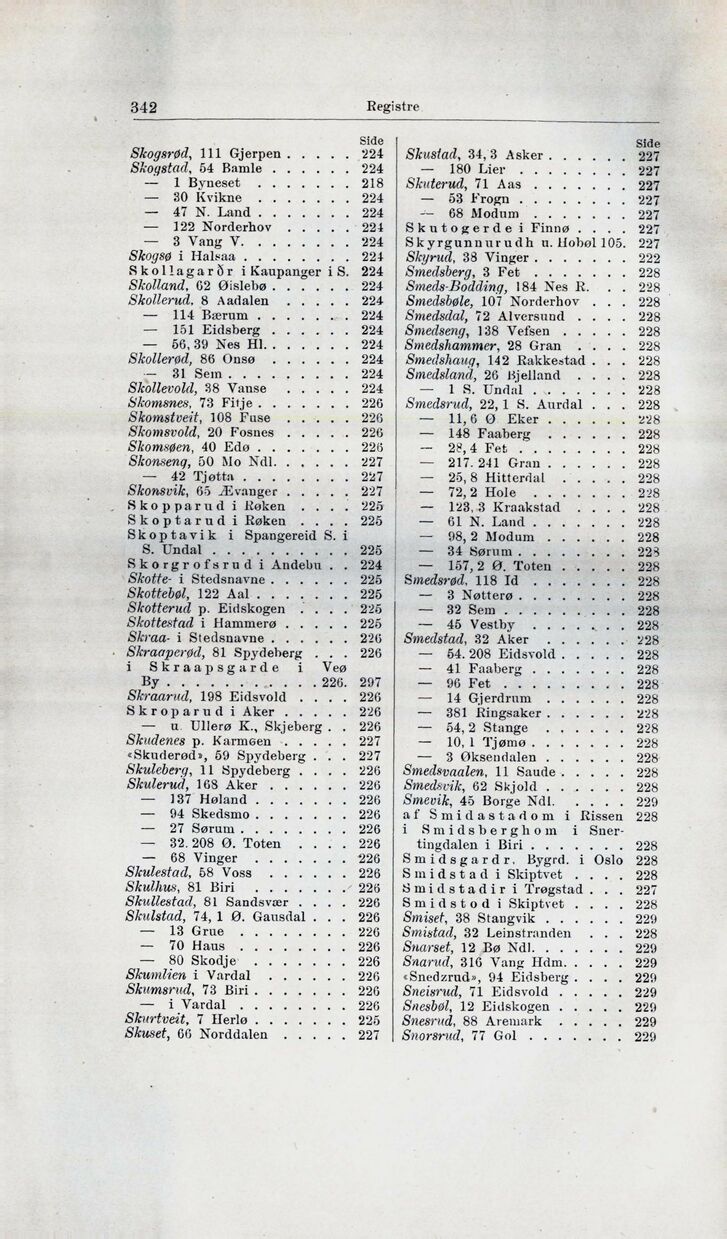 342
Registre
Side
Skogsrød, 111 Gjerpen . . . . . 224
Skogstad, 54 Bamle . . . . . . 224
— 1 Byneset . . . . . . . 218
— 30 Kvikne . . . . . . . 224
— 47 N. Land . . . . . . . 224
— 122 Norderhov . . . . . 224
— 3 Vang V. . . . . . . . 224
Skogsø i Halsaa . . . . . . . . 224
Skollagarðr i Kaupanger i S. 224
Skolland, 62 Øislebø . . . . . . 224
Skollerud, 8 Aadalen . . . . . 224
— 114 Bærum . . . . . . . 224
— 151 Eidsberg . . . . . . 224
— 56, 39 Nes Hl. . . . . . . 224
Skollerød, 86 Onsø . . . . . . 224
— 31 Sem . . . . . . . . . 224
Skollevold, 38 Vanse . . . . . 224
Skomsnes, 73 Fitje . . . . . . . 226
Skomstveit, 108 Fuse . . . . . 226
Skomsvold, 20 Fosnes . . . . . 226
Skomsøen, 40 Edø . . . . . . . 226
Skonseng, 50 Mo Ndl. . . . . . 227
— 42 Tjøtta . . . . . . . . 227
Skonsvik, 65 Ævanger . . . . . 227
Skopparud i Røken . . . . 225
Skoptarud i Røken . . . . 225
Skoptavik i Spangereid S. i
S. Undal . . . . . . . . . . 225
Skorgrofsrud i Andebu . . 224
Skotte- i Stedsnavne . . . . . . 225
Skottebøl, 122 Aal . . . . . . . 225
Skotterud p. Eidskogen . . . . 225
Skottestad i Hammerø . . . . . 225
Skraa- i Stedsnavne . . . . . . 226
Skraaperød, 81 Spydeberg . . . 226
i Skraapsgarde i Veø
By . . . . . . . . . . . 226. 297
Skraarud, 198 Eidsvold . . . . 226
Skroparud i Aker . . . . . 226
— u. Ullerø K., Skjeberg . . 226
Skudenes p. Karmøen . . . . . 227
«Skuderød», 59 Spydeberg . . . 227
Skuleberg, 11 Spydeberg . . . . 226
Skulerud, 168 Aker . . . . . . 226
— 137 Høland . . . . . . . 226
— 94 Skedsmo . . . . . . . 226
— 27 Sørum . . . . . . . . 226
— 32. 208 Ø. Toten . . . . 226
— 68 Vinger . . . . . . . 226
Skulestad, 58 Voss . . . . . . 226
Skulhus, 81 Biri . . . . . . . 226
Skullestad, 81 Sandsvær . . . . 226
Skulstad, 74, 1 Ø. Gausdal . . . 226
— 13 Grue . . . . . . . . 226
— 70 Haus . . . . . . . . 226
— 80 Skodje . . . . . . . 226
Skumlien i Vardal . . . . . . 226
Skumsrud, 73 Biri . . . . . . . 226
— i Vardal . . . . . . . . 226
Skurtveit, 7 Herlø . . . . . . . 225
Skuset, 66 Norddalen . . . . . 227
Side
Skustad, 34, 3 Asker . . . . . . 227
— 180 Lier . . . . . . . . 227
Skuterud, 71 Aas . . . . . . . 227
— 53 Frogn . . . . . . . . 227
— 68 Modum . . . . . . . 227
Skutogerde i Finnø . . . . 227
Skyrgunnurudh u. Hobøl 105. 227
Skyrud, 38 Vinger . . . . . . . 222
Smedsberg, 3 Fet . . . . . . . 228
Smeds-Bodding, 184 Nes R. . . 228
Smedsbøle, 107 Norderhov . . . 228
Smedsdal, 72 Alversund . . . . 228
Smedseng, 138 Vefsen . . . . . 228
Smedshammer, 28 Gran . . . . 228
Smedshaug, 142 Rakkestad . . . 228
Smedsland, 26 Bjelland . . . . 228
— 1 S. Undal . . . . . . . 228
Smedsrud, 22, 1 S. Aurdal . . . 228
— 11, 6 Ø Eker . . . . . . 228
— 148 Faaberg . . . . . . 228
— 28, 4 Fet . . . . . . . . 228
— 217. 241 Gran . . . . . . 228
— 25, 8 Hitterdal . . . . . 228
— 72, 2 Hole . . . . . . . 228
— 123, 3 Kraakstad . . . . 228
— 61 N. Land . . . . . . . 228
— 98, 2 Modum . . . . . . 228
— 34 Sørum . . . . . . . . 228
— 157, 2 Ø. Toten . . . . . 228
Smedsrød, 118 Id . . . . . . . 228
— 3 Nøtterø . . . . . . . . 228
— 32 Sem . . . . . . . . . 228
— 45 Vestby . . . . . . . 228
Smedstad, 32 Aker . . . . . . 228
— 54. 208 Eidsvold . . . . . 228
— 41 Faaberg . . . . . . . 228
— 96 Fet . . . . . . . . . 228
— 14 Gjerdrum . . . . . . 228
— 381 Ringsaker . . . . . . 228
— 54, 2 Stange . . . . . . 228
— 10, 1 Tjømø . . . . . . . 228
— 3 Øksendalen . . . . . . 228
Smedsvaalen, 11 Saude . . . . . 228
Smedsvik, 62 Skjold . . . . . . 228
Smevik, 45 Borge Ndl. . . . . . 229
af Smidastadom i Rissen 228
i Smidsberghom i Sner-
tingdalen i Biri . . . . . . . 228
Smidsgardr, Bygrd. i Oslo 228
Smidstad i Skiptvet . . . . 228
Smidstadir i Trøgstad . . . 227
Smidstod i Skiptvet . . . . 228
Smiset, 38 Stangvik . . . . . . 229
Smistad, 32 Leinstranden . . . 228
Snarset, 12 Bø Ndl. . . . . . . 229
Snarud, 316 Vang Hdm. . . . . 229
«Snedzrud», 94 Eidsberg . . . . 229
Sneisrud, 71 Eidsvold . . . . . 229
Snesbøl, 12 Eidskogen . . . . . 229
Snesrud, 88 Aremark . . . . . 229
Snorsrud, 77 Gol . . . . . . . 229